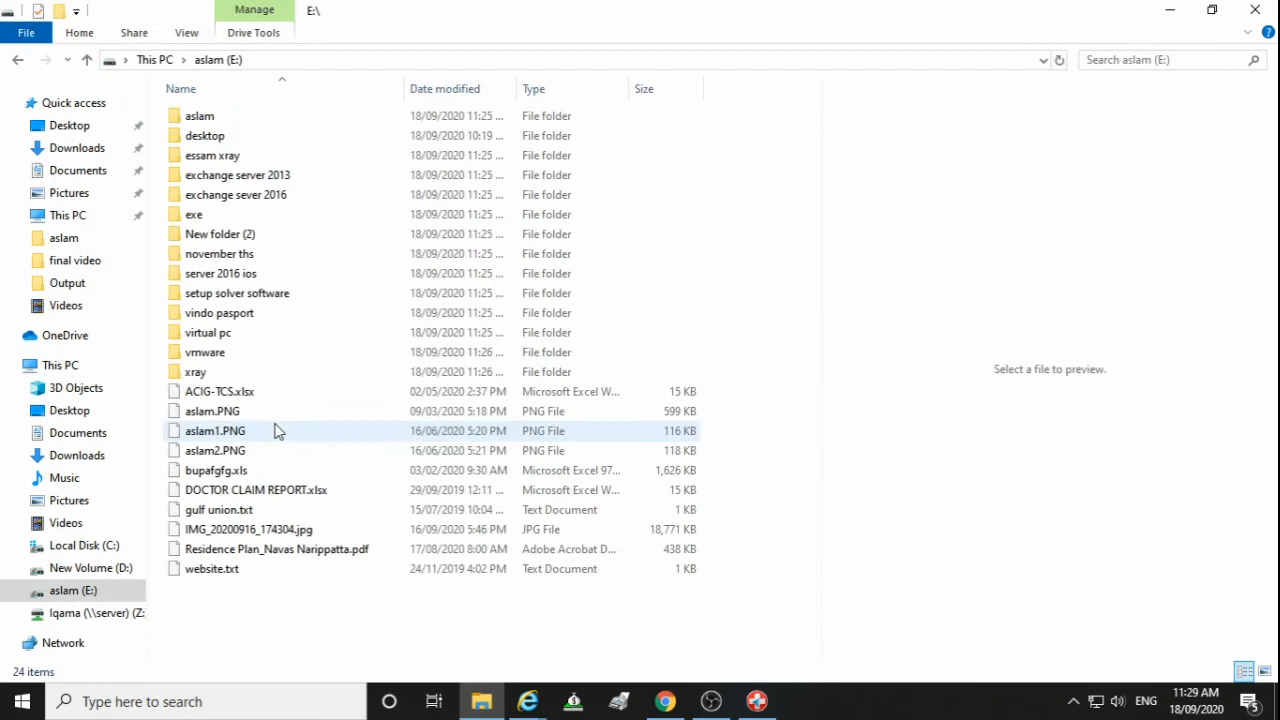 Manage
E:\
File
Home
Share
View
Drive Tools
This PC
aslam (E:)
Search aslam (E:)
Name
Date modified
Type
Size
Quick access
Desktop
Downloads
Documents
Pictures
This PC
aslam
final video
Output
Videos
OneDrive
This PC
3D Objects
Desktop
Documents
Downloads
Music
Pictures
Videos
Local Disk (C:)
New Volume (D:)
aslam (E:)
Iqama (\\server) (Z:
Network
aslam 18/09/2020 11:25 ... File folder
desktop 18/09/2020 10:19 ... File folder
essam xray 18/09/2020 11:25 ... File folder
exchange server 2013 18/09/2020 11:25 ... File folder
exchange sever 2016 18/09/2020 11:25 ... File folder
exe 18/09/2020 11:25 ... File folder
New folder (2) 18/09/2020 11:25 ... File folder
november ths 18/09/2020 11:25 ... File folder
server 2016 ios 18/09/2020 11:25 ... File folder
setup solver software 18/09/2020 11:25 ... File folder
vindo pasport 18/09/2020 11:25 ... File folder
virtual pc 18/09/2020 11:25 ... File folder
vmware 18/09/2020 11:26 ... File folder
xray 18/09/2020 11:26 ... File folder
ACIG-TCS.xlsx 02/05/2020 2:37 PM Microsoft Excel W... 15 KB
aslam.PNG 09/03/2020 5:18 PM PNG File 599 KB
aslam1.PNG 16/06/2020 5:20 PM PNG File 116 KB
aslam2.PNG 16/06/2020 5:21 PM PNG File 118 KB
bupafgfg.xls 03/02/2020 9:30 AM Microsoft Excel 97... 1,626 KB
DOCTOR CLAIM REPORT.xlsx 29/09/2019 12:11 ... Microsoft Excel W... 15 KB
gulf union.txt 15/07/2019 10:04 ... Text Document 1 KB
IMG_20200916_174304.jpg 16/09/2020 5:46 PM JPG File 18,771 KB
Residence Plan_Navas Narippatta.pdf 17/08/2020 8:00 AM Adobe Acrobat D... 438 KB
website.txt 24/11/2019 4:02 PM Text Document 1 KB
Select a file to preview.
24 items
Type here to search
ENG
11:29 AM
18/09/2020
5